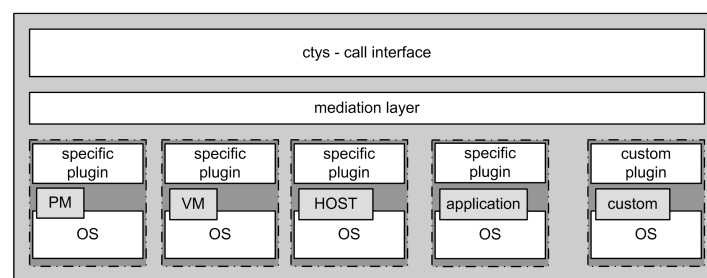 ctys - call interface
mediation layer
specific plugin
specific plugin
specific plugin
specific plugin
custom plugin
PM
VM
HOST
application
custom
OS
OS
OS
OS
OS